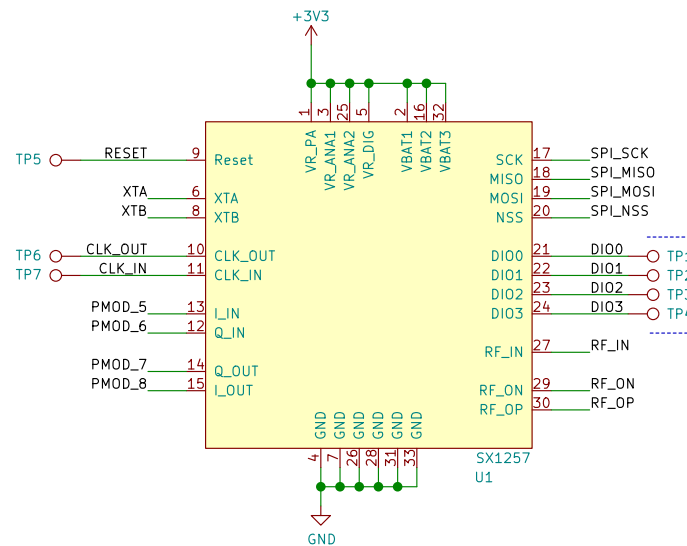 +3V3
1 3 25 5 2 16 32
VR_PA VR_ANA1 VR_ANA2 VR_DIG VBAT1 VBAT2 VBAT3
TP5 RESET 9 Reset
XTA 6 XTA
XTB 8 XTB
TP6 CLK_OUT 10 CLK_OUT
TP7 CLK_IN 11 CLK_IN
PMOD_5 13 I_IN
PMOD_6 12 Q_IN
PMOD_7 14 Q_OUT
PMOD_8 15 I_OUT
SCK 17 SPI_SCK
MISO 18 SPI_MISO
MOSI 19 SPI_MOSI
NSS 20 SPI_NSS
DIO0 21 DIO0 TP1
DIO1 22 DIO1 TP2
DIO2 23 DIO2 TP3
DIO3 24 DIO3 TP4
RF_IN 27 RF_IN
RF_ON 29 RF_ON
RF_OP 30 RF_OP
GND GND GND GND GND GND
4 7 26 28 31 33
SX1257
U1
GND